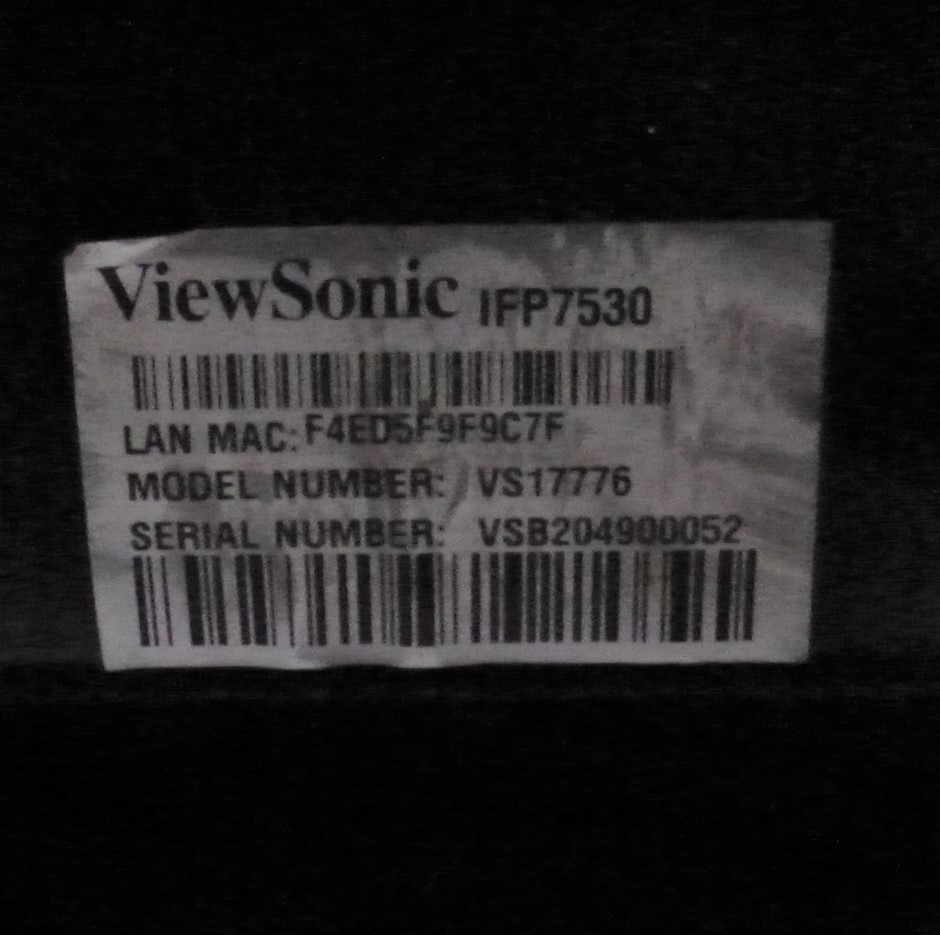 ViewSonic IFP7530
LAN MAC: F4ED5F9F9C7F
MODEL NUMBER: VS17776
SERIAL NUMBER: VSB204900052